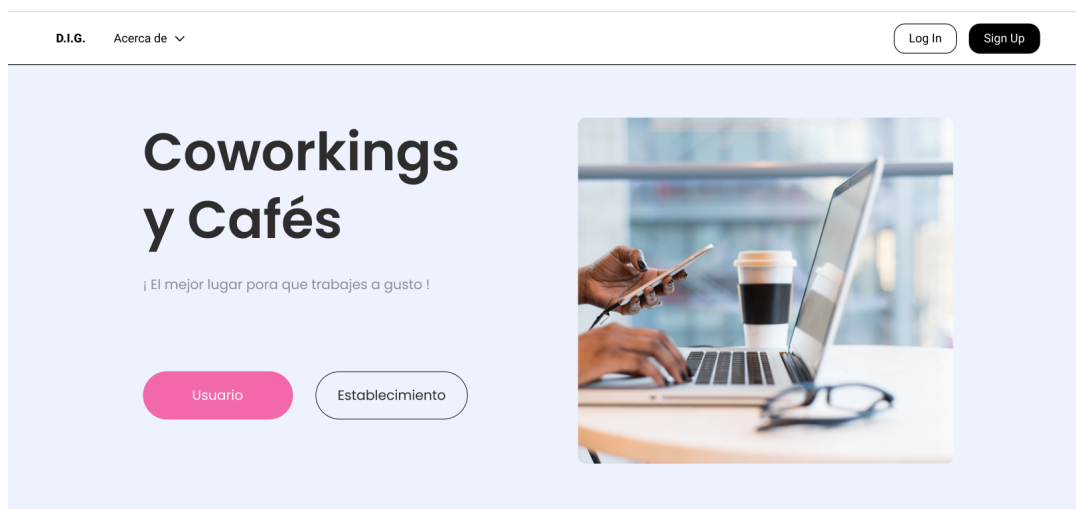 D.I.G.
Acerca de
Log In
Sign Up
Coworkings
y Cafés
¡ El mejor lugar pora que trabajes a gusto !
Usuario
Establecimiento